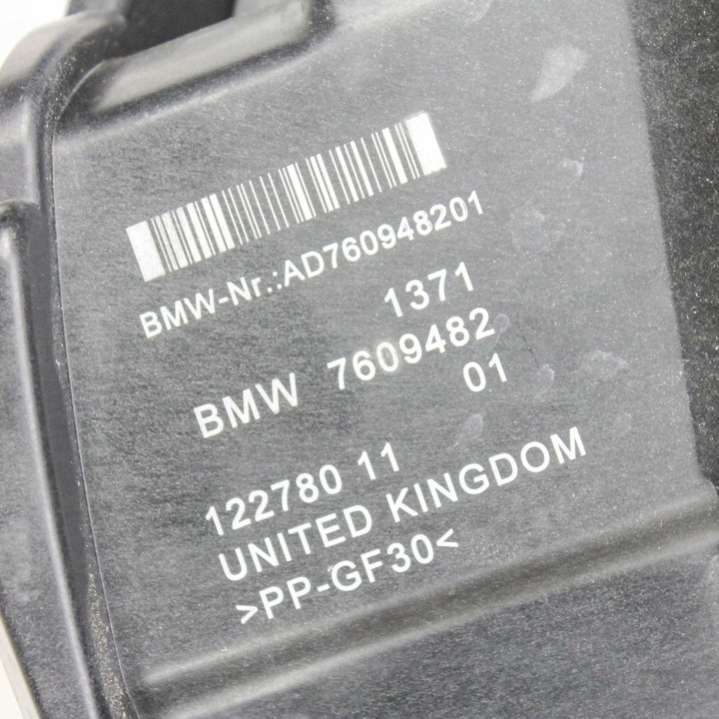 BMW-Nr.:AD760948201
1371
BMW 7609482
01
122780 11
UNITED KINGDOM
>PP-GF30<